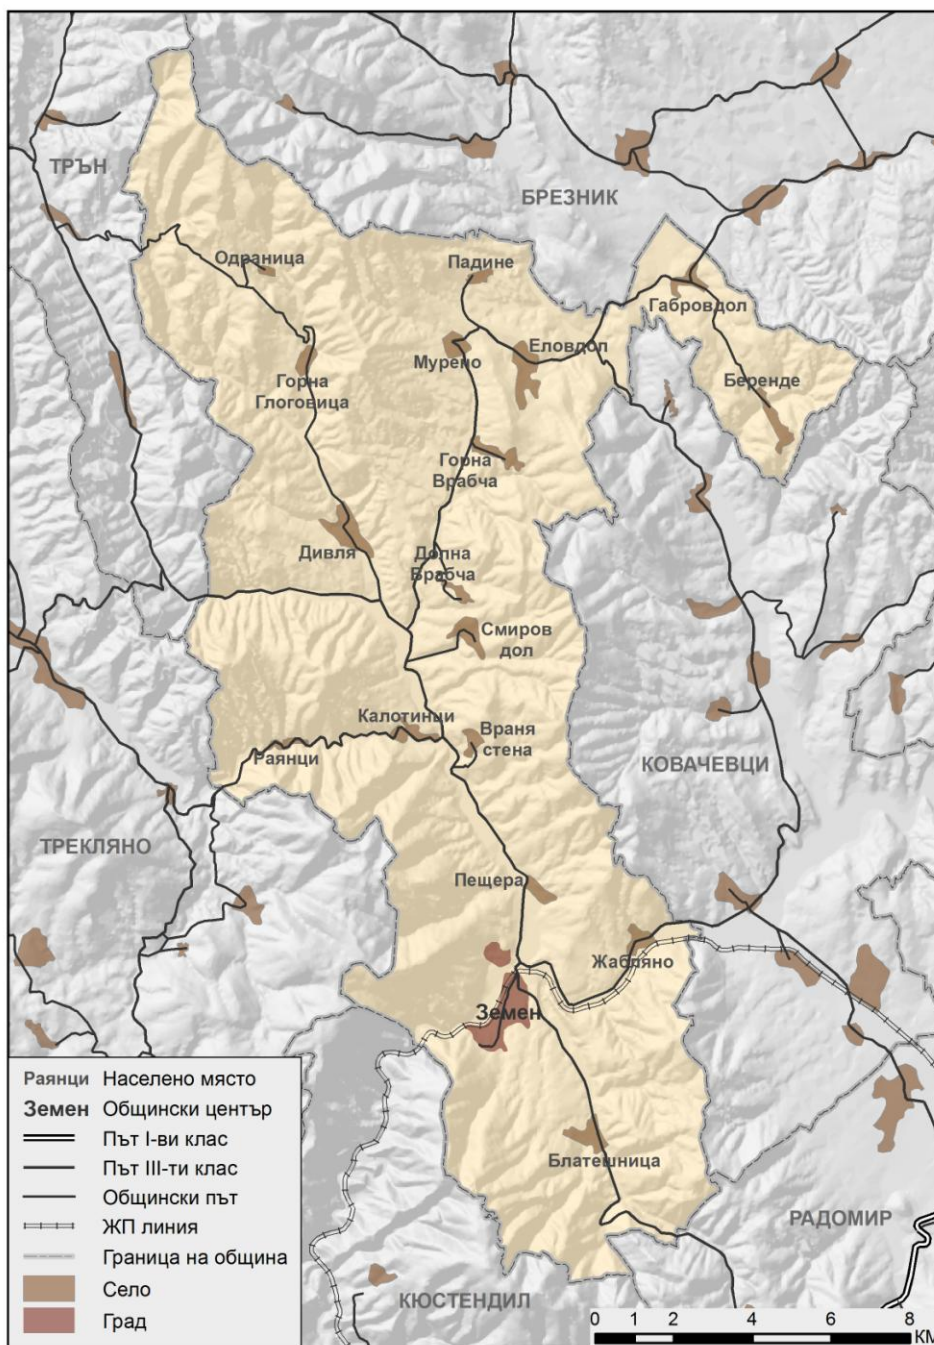 ТРЪН
БРЕЗНИК
Одраница
Падине
Габровдол
Еловдол
Мурено
Горна
Глоговица
Беренде
Горна
Врабча
Дивля
Долна
Врабча
Смиров
дол
Калотинци
Враня
стена
Раянци
КОВАЧЕВЦИ
ТРЕКЛЯНО
Пещера
Жабляно
Земен
Блатешница
РАДОМИР
КЮСТЕНДИЛ
Раянци Населено място
Земен Общински център
Път I-ви клас
Път III-ти клас
Общински път
ЖП линия
Граница на община
Село
Град
0 1 2 4 6 8
КМ